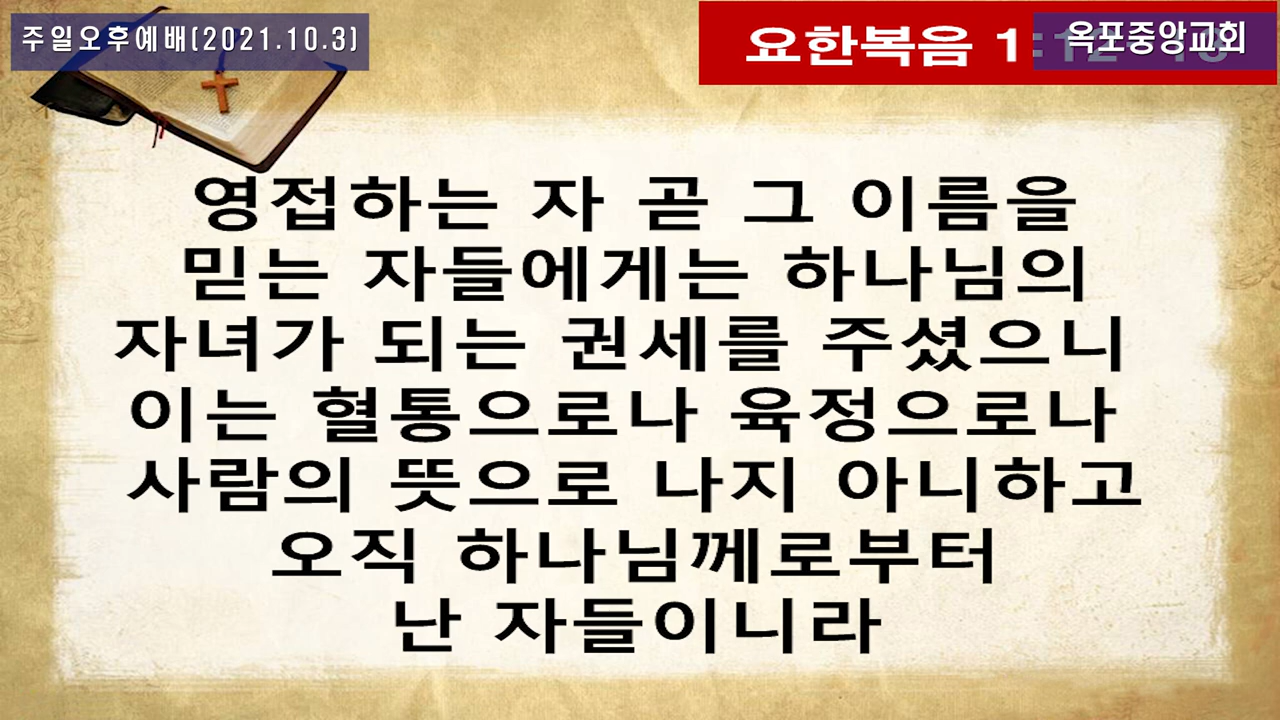 주일오후예배(2021.10.3)
요한복음 1:12-13
옥포중앙교회
영접하는 자 곧 그 이름을
믿는 자들에게는 하나님의
자녀가 되는 권세를 주셨으니
이는 혈통으로나 육정으로나
사람의 뜻으로 나지 아니하고
오직 하나님께로부터
난 자들이니라